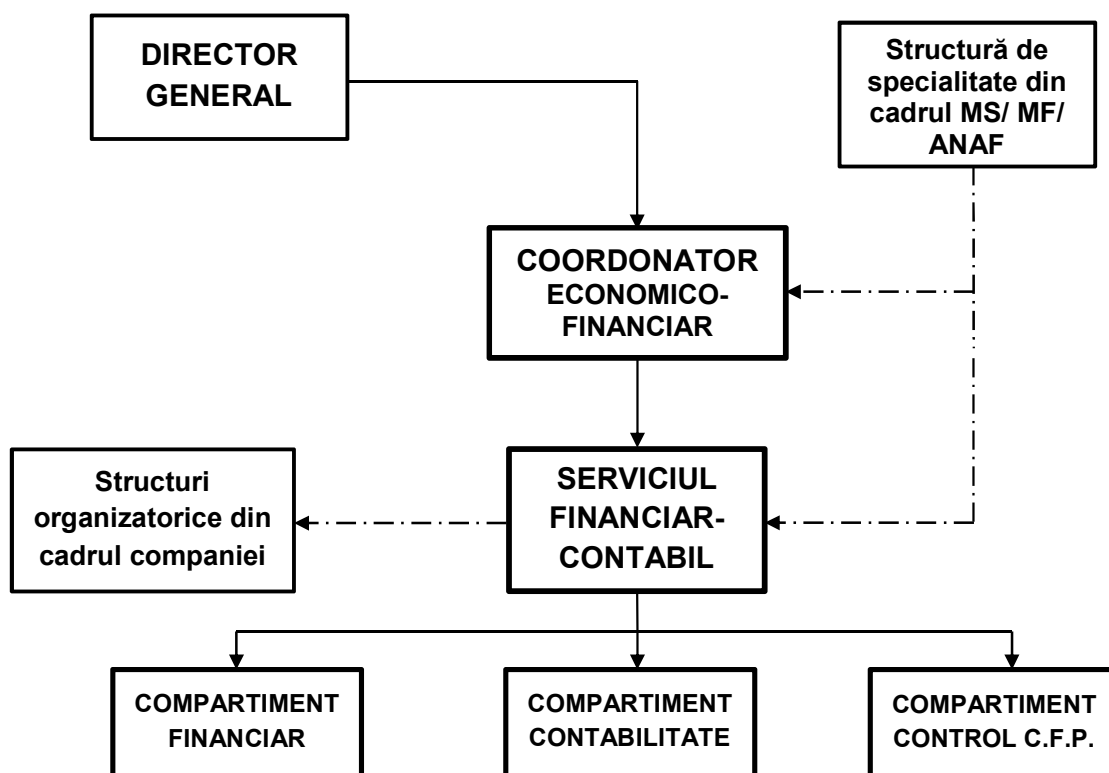 DIRECTOR
GENERAL
Structură de
specialitate din
cadrul MS/ MF/
ANAF
COORDONATOR
ECONOMICO-
FINANCIAR
Structuri
organizatorice din
cadrul companiei
SERVICIUL
FINANCIAR-
CONTABIL
COMPARTIMENT
FINANCIAR
COMPARTIMENT
CONTABILITATE
COMPARTIMENT
CONTROL C.F.P.